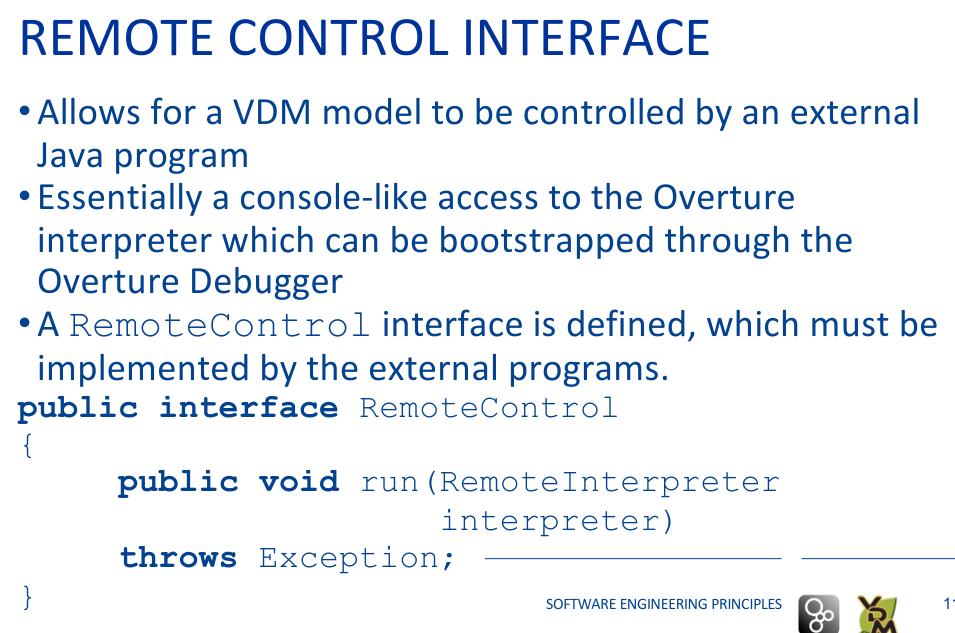 REMOTE CONTROL INTERFACE
• Allows for a VDM model to be controlled by an external
Java program
• Essentially a console-like access to the Overture
interpreter which can be bootstrapped through the
Overture Debugger
• A RemoteControl interface is defined, which must be
implemented by the external programs.
public interface RemoteControl
{
public void run(RemoteInterpreter
interpreter)
throws Exception;
}
SOFTWARE ENGINEERING PRINCIPLES
VDM
11